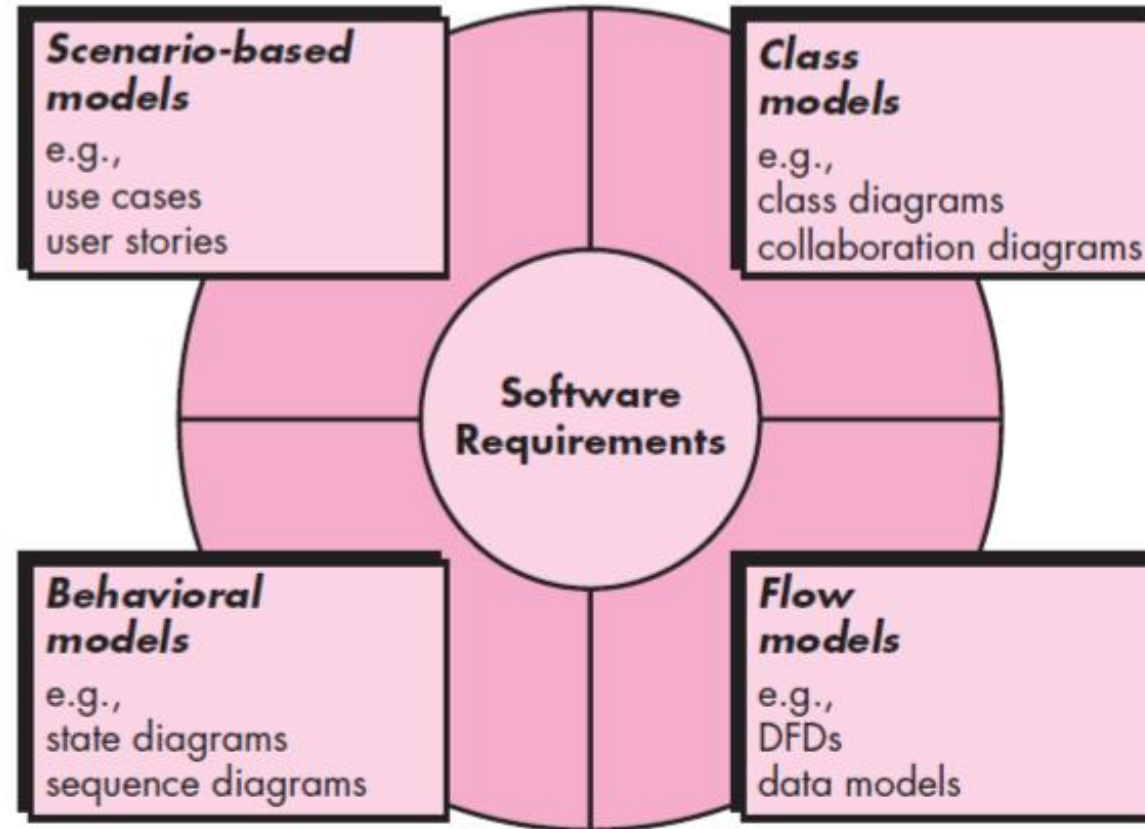 Scenario-based
models
e.g.,
use cases
user stories
Class
models
e.g.,
class diagrams
collaboration diagrams
Software
Requirements
Behavioral
models
e.g.,
state diagrams
sequence diagrams
Flow
models
e.g.,
DFDs
data models